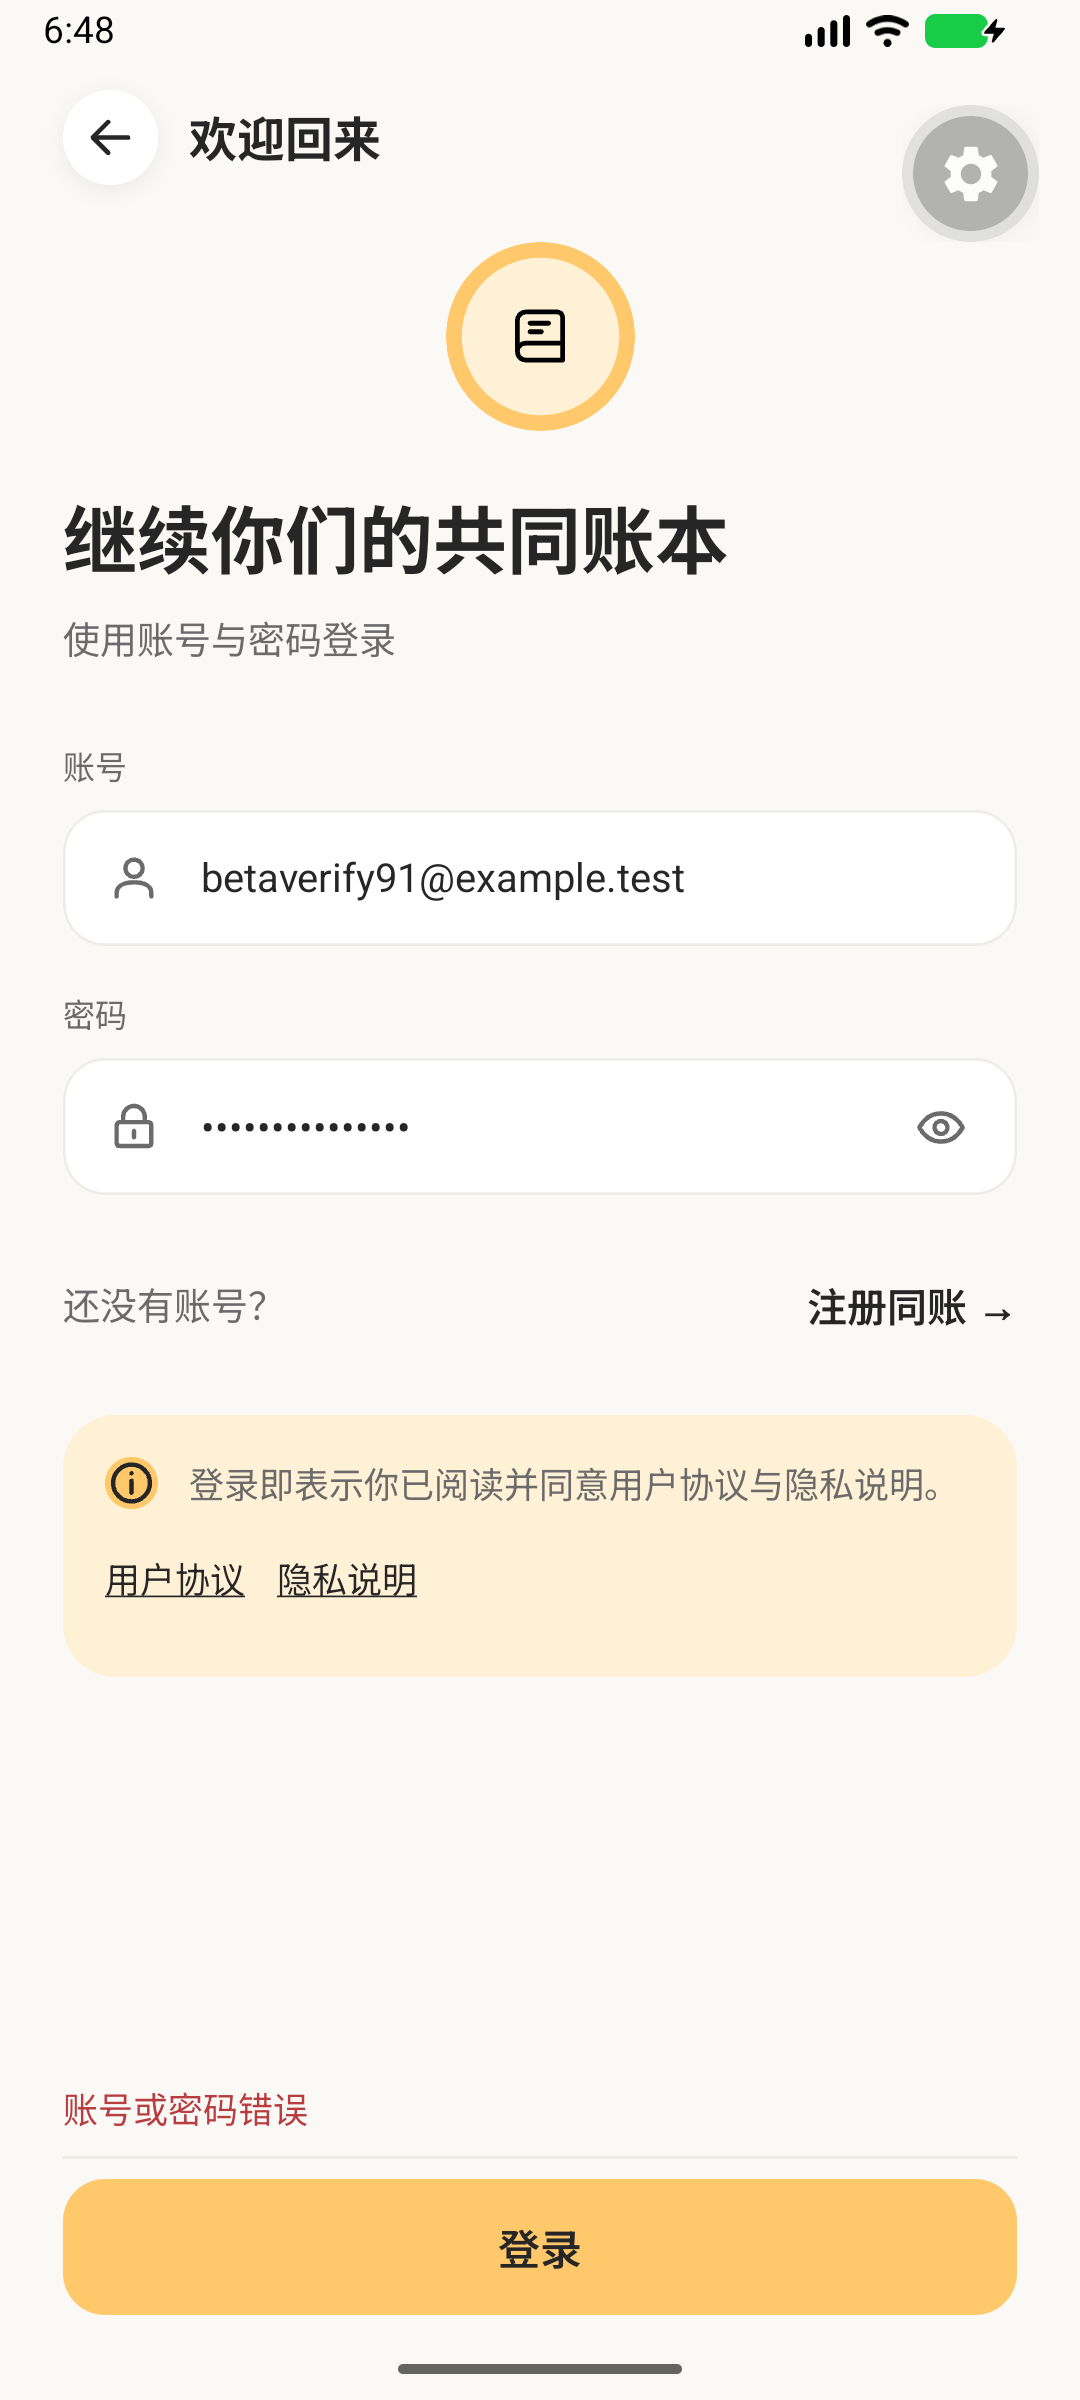 6:48
欢迎回来
继续你们的共同账本
使用账号与密码登录
账号
betaverify91@example.test
密码
•••••••••••••••
还没有账号？
注册同账 →
登录即表示你已阅读并同意用户协议与隐私说明。
用户协议 隐私说明
账号或密码错误
登录